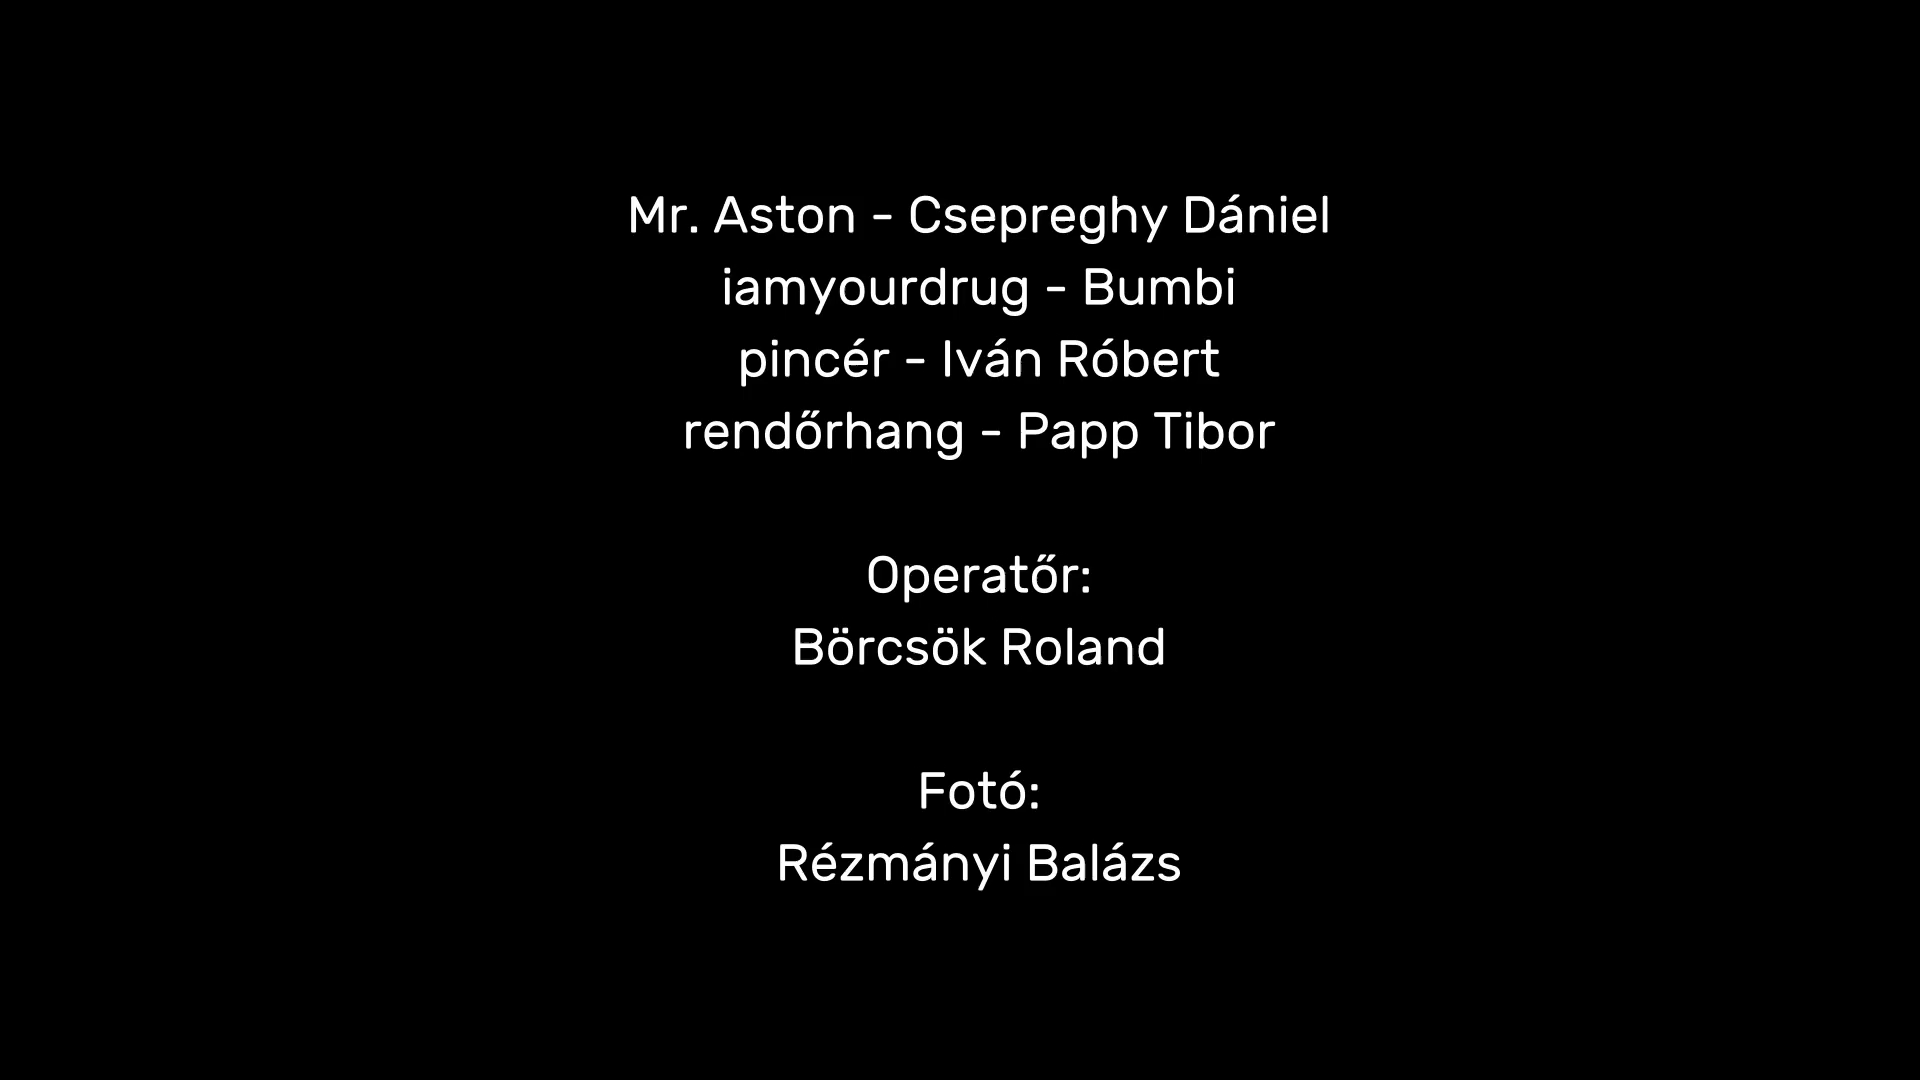 Mr. Aston - Csepreghy Dániel
iamyourdrug - Bumbi
pincér - Iván Róbert
rendőrhang - Papp Tibor
Operatőr:
Börcsök Roland
Fotó:
Rézmányi Balázs